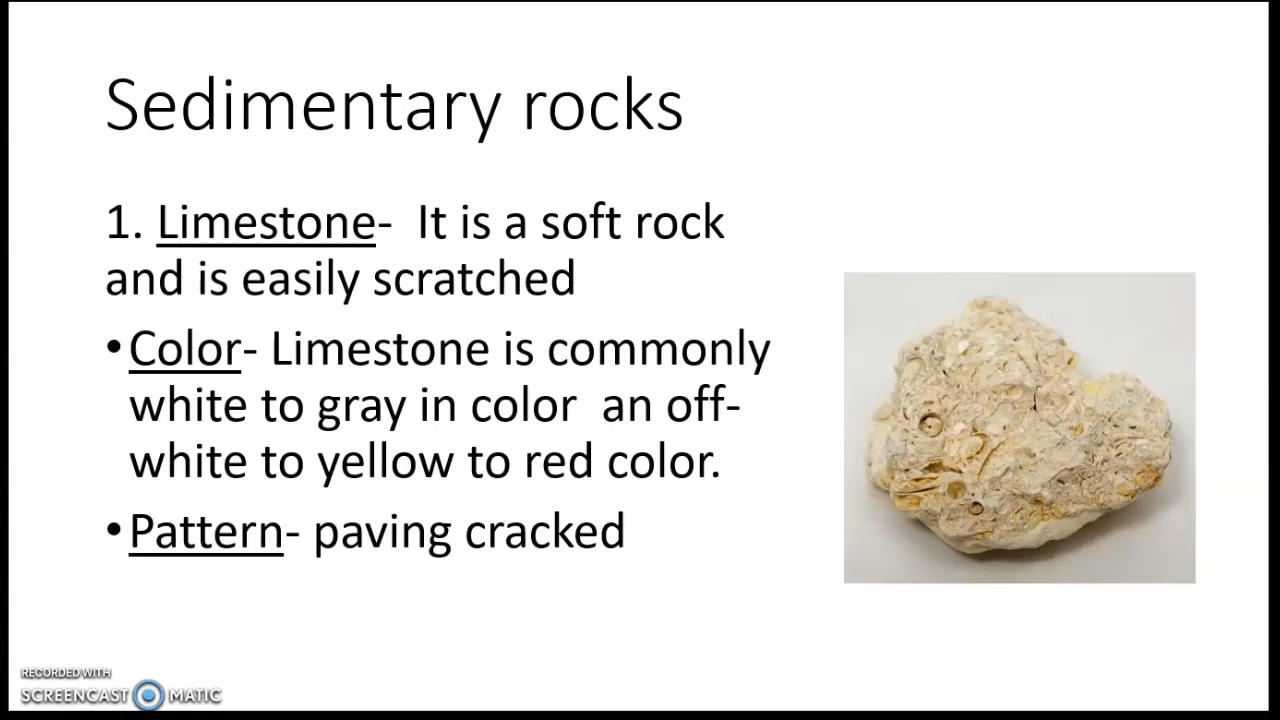 Sedimentary rocks
1. Limestone-  It is a soft rock
and is easily scratched
•Color- Limestone is commonly
white to gray in color  an off-
white to yellow to red color.
•Pattern- paving cracked
RECORDED WITH
SCREENCAST MATIC